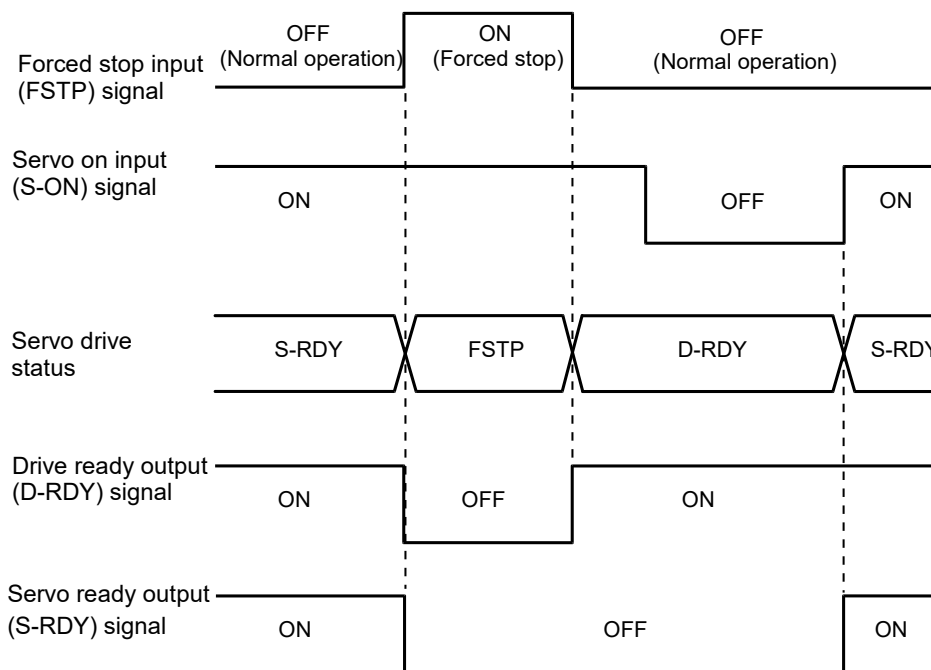 OFF
(Normal operation)
ON
(Forced stop)
OFF
(Normal operation)
Forced stop input
(FSTP) signal
Servo on input
(S-ON) signal
ON
OFF
ON
Servo drive
status
S-RDY
FSTP
D-RDY
S-RDY
Drive ready output
(D-RDY) signal
ON
OFF
ON
Servo ready output
(S-RDY) signal
ON
OFF
ON